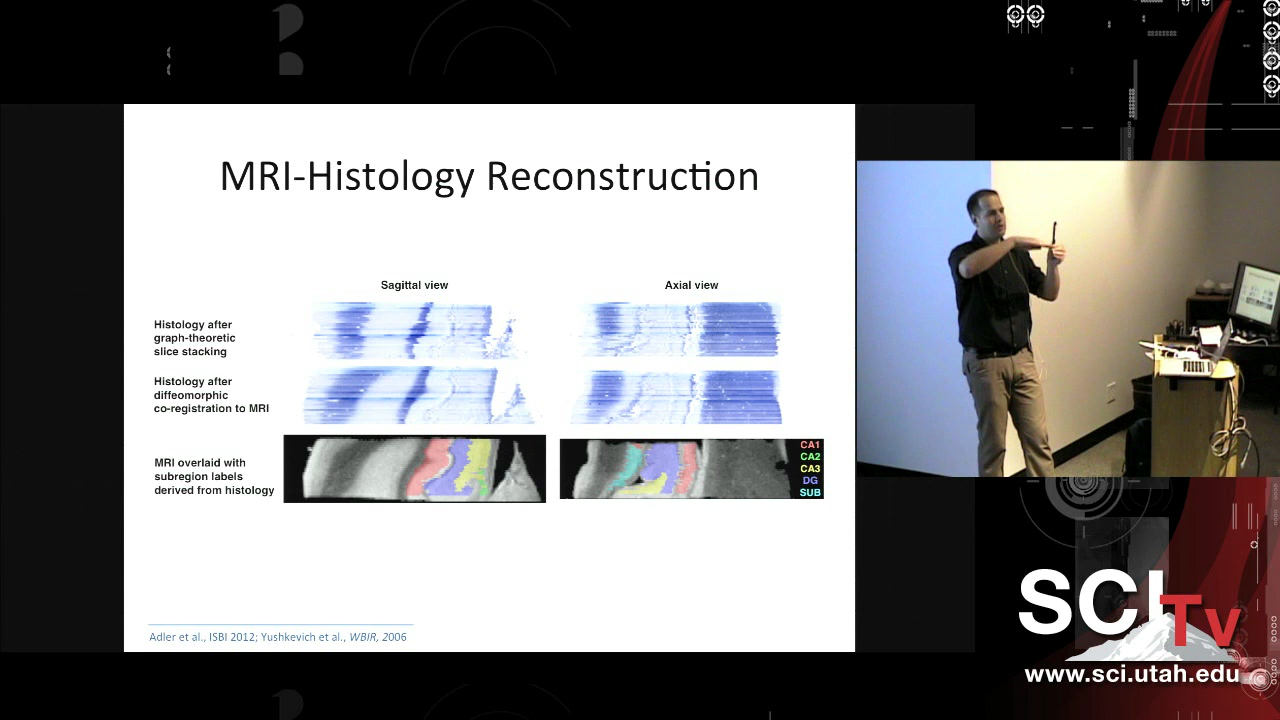 MRI-Histology Reconstruction
Sagittal view
Axial view
Histology after
graph-theoretic
slice stacking
Histology after
diffeomorphic
co-registration to MRI
MRI overlaid with
subregion labels
derived from histology
CA1
CA2
CA3
DG
SUB
Adler et al., ISBI 2012; Yushkevich et al., WBIR, 2006
SCI
Tv
www.sci.utah.edu